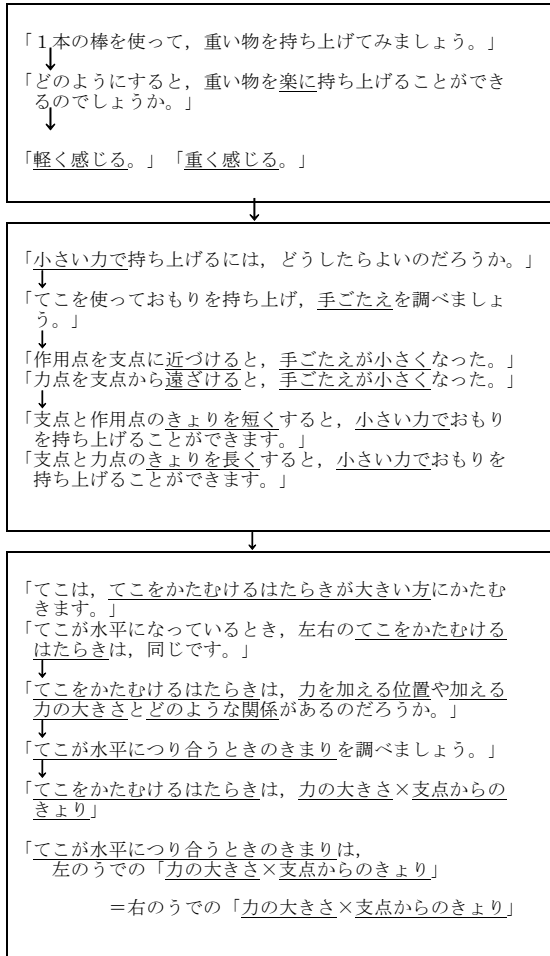 「１本の棒を使って，重い物を持ち上げてみましょう。」
「どのようにすると，重い物を楽に持ち上げることができ
るのでしょうか。」
「軽く感じる。」「重く感じる。」
「小さい力で持ち上げるには，どうしたらよいのだろうか。」
「てこを使っておもりを持ち上げ，手ごたえを調べましょ
う。」
「作用点を支点に近づけると，手ごたえが小さくなった。」
「力点を支点から遠ざけると，手ごたえが小さくなった。」
「支点と作用点のきょりを短くすると，小さい力でおもり
を持ち上げることができます。」
「支点と力点のきょりを長くすると，小さい力でおもりを
持ち上げることができます。」
「てこは，てこをかたむけるはたらきが大きい方にかたむ
きます。」
「てこが水平になっているとき，左右のてこをかたむける
はたらきは，同じです。」
「てこをかたむけるはたらきは，力を加える位置や加える
力の大きさとどのような関係があるのだろうか。」
「てこが水平につり合うときのきまりを調べましょう。」
「てこをかたむけるはたらきは，力の大きさ×支点からの
きょり」
「てこが水平につり合うときのきまりは，
左のうでの「力の大きさ×支点からのきょり」
＝右のうでの「力の大きさ×支点からのきょり」